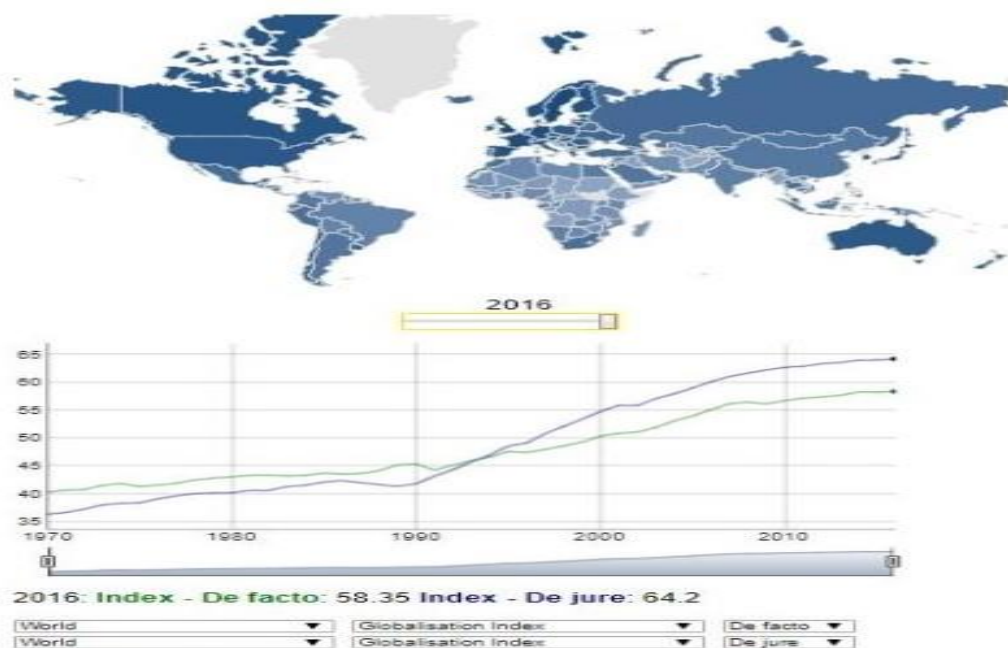 2016
65
60
55
50
45
40
35
1970 1980 1990 2000 2010
2016: Index - De facto: 58.35 Index - De jure: 64.2
World ▼ Globalisation Index ▼ De facto ▼
World ▼ Globalisation Index ▼ De jure ▼